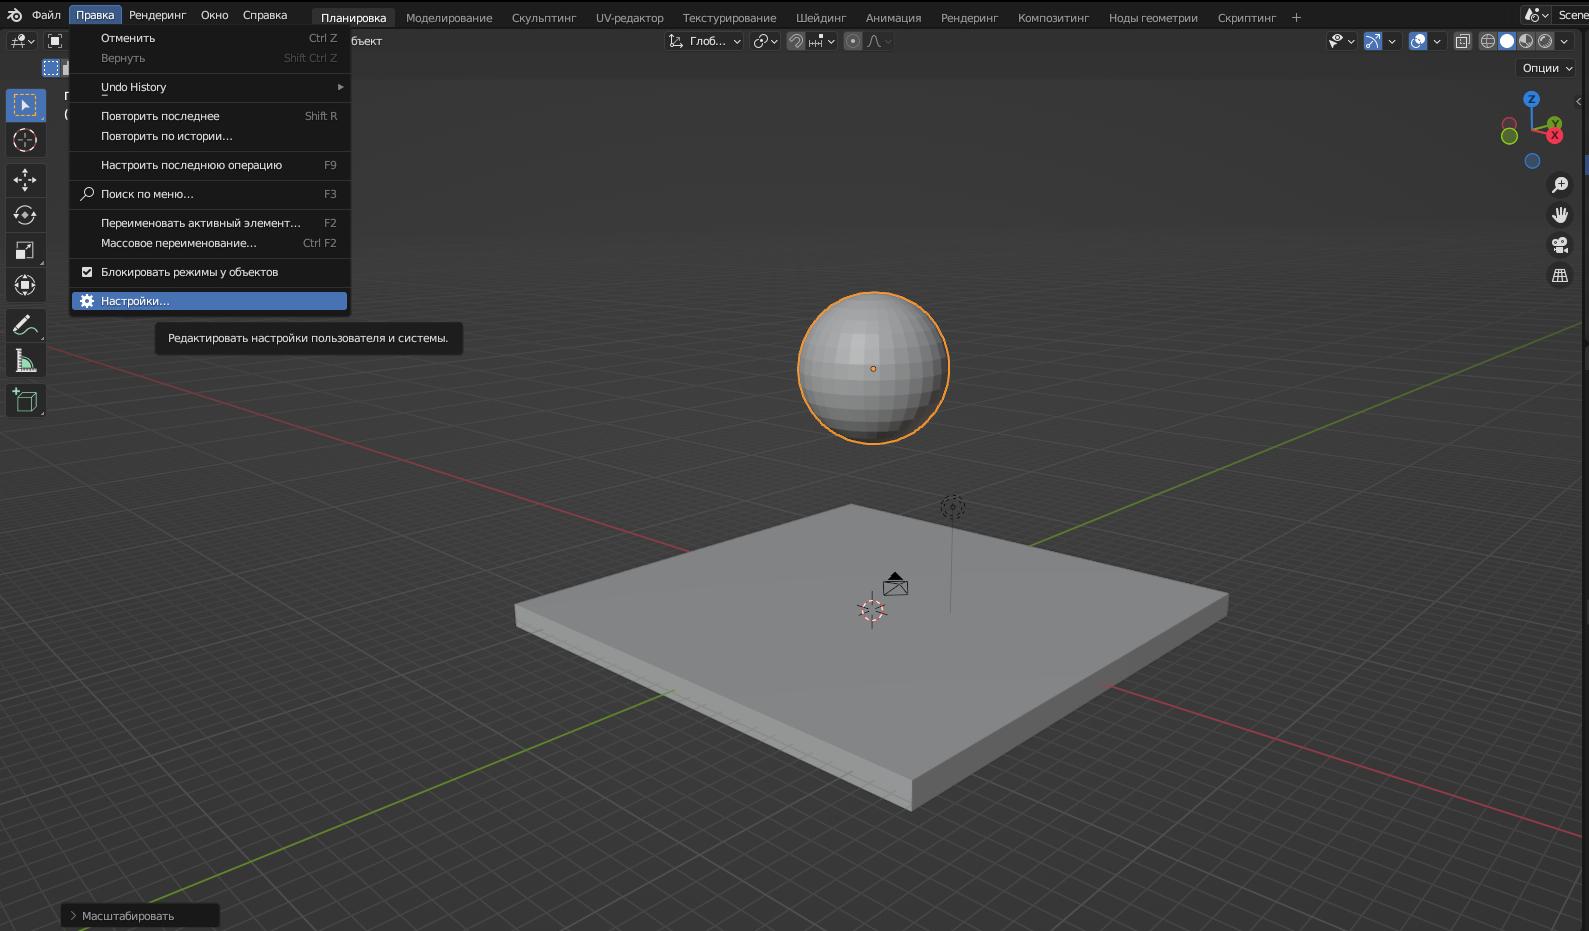 Файл Правка Рендеринг Окно Справка Планировка Моделирование Скульптинг UV-редактор Текстурирование Шейдинг Анимация Рендеринг Композитинг Ноды геометрии Скриптинг + Scene
бъект Глоб...
Опции
Отменить Ctrl Z
Вернуть Shift Ctrl Z
Undo History
Повторить последнее Shift R
Повторить по истории...
Настроить последнюю операцию F9
Поиск по меню... F3
Переименовать активный элемент... F2
Массовое переименование... Ctrl F2
Блокировать режимы у объектов
Настройки...
Редактировать настройки пользователя и системы.
Z
Y
X
Масштабировать